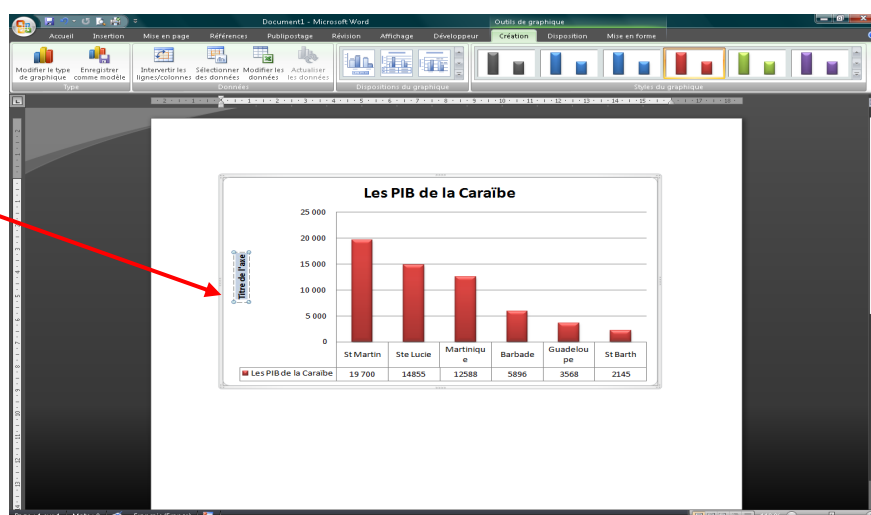 Document1 - Microsoft Word
Outils de graphique
Accueil Insertion Mise en page Références Publipostage Révision Affichage Développeur Création Disposition Mise en forme
Modifier le type de graphique
Enregistrer comme modèle
Intervertir les lignes/colonnes
Sélectionner des données
Modifier les données
Actualiser les données
Type Données Dispositions du graphique Styles du graphique
Les PIB de la Caraïbe
Titre de l'axe
25 000
20 000
15 000
10 000
5 000
0
St Martin Ste Lucie Martinique Barbade Guadeloupe St Barth
Les PIB de la Caraïbe 19 700 14855 12588 5896 3568 2145